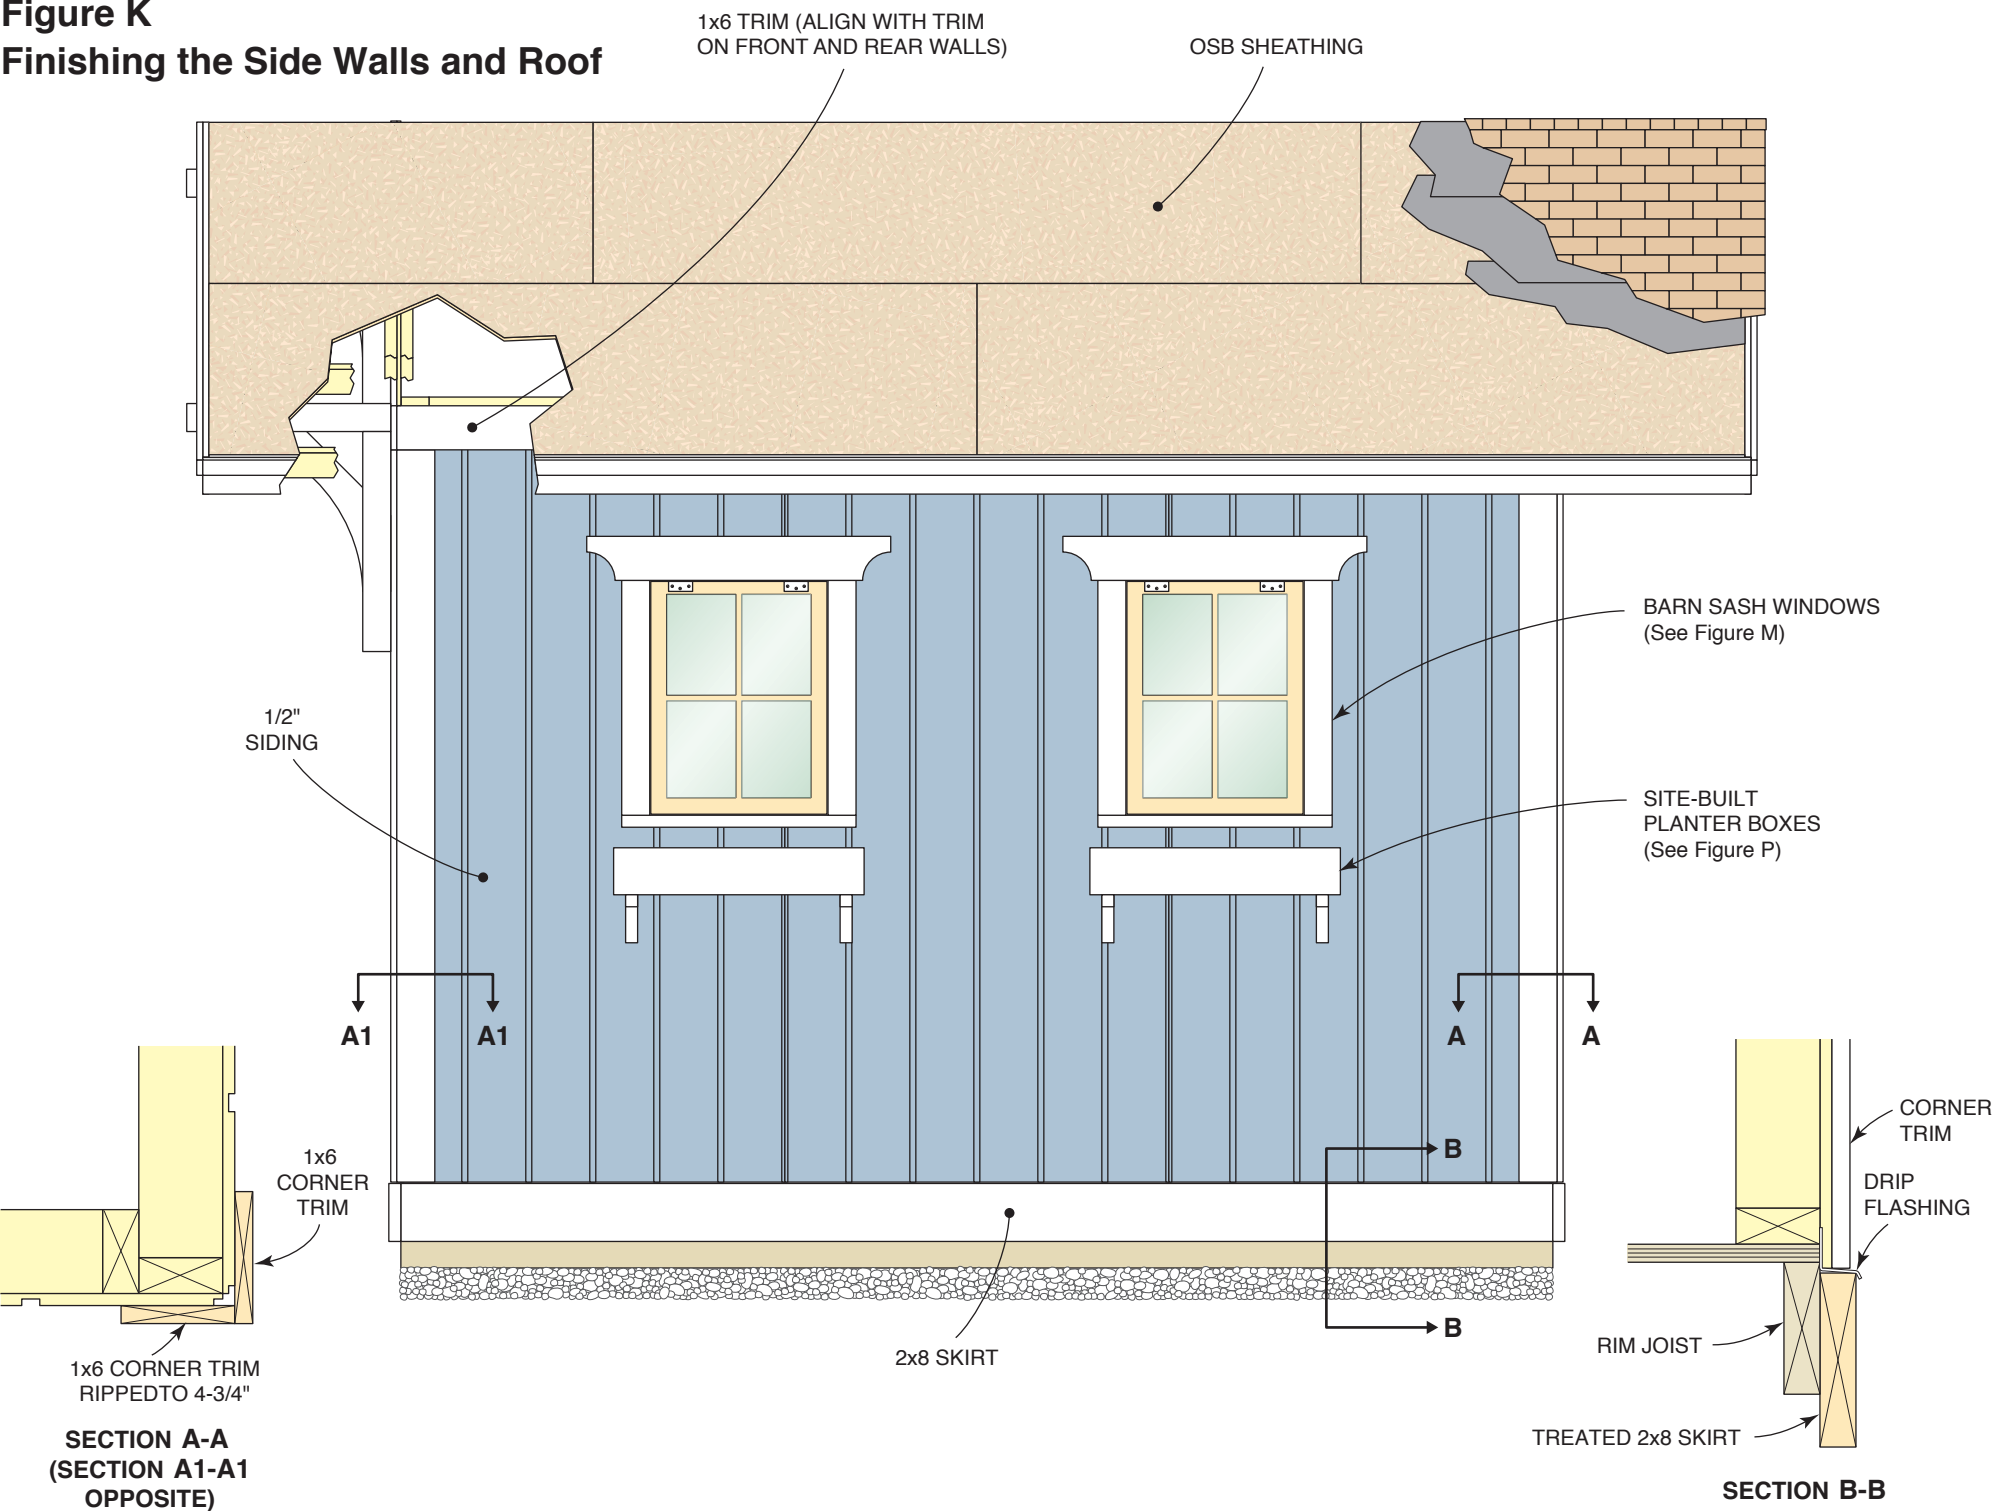 Figure K
Finishing the Side Walls and Roof
1x6 TRIM (ALIGN WITH TRIM
ON FRONT AND REAR WALLS)
OSB SHEATHING
BARN SASH WINDOWS
(See Figure M)
1/2"
SIDING
SITE-BUILT
PLANTER BOXES
(See Figure P)
A1
A1
A
A
B
B
1x6
CORNER
TRIM
1x6 CORNER TRIM
RIPPEDTO 4-3/4"
SECTION A-A
(SECTION A1-A1
OPPOSITE)
2x8 SKIRT
CORNER
TRIM
DRIP
FLASHING
RIM JOIST
TREATED 2x8 SKIRT
SECTION B-B